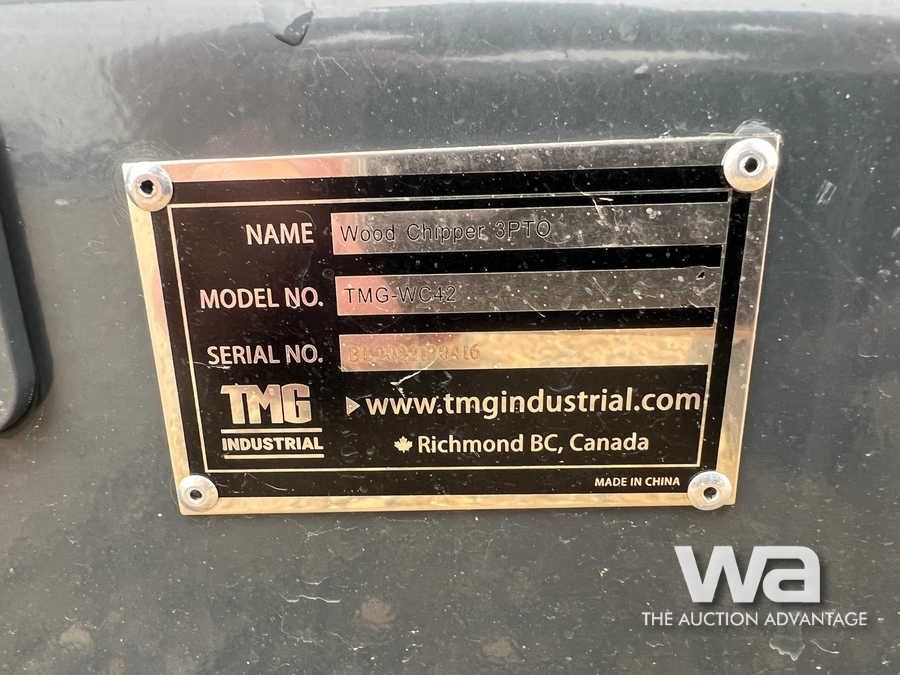 NAME Wood Chipper 3PTO
MODEL NO. TMG-WC42
SERIAL NO.
TMG
INDUSTRIAL
www.tmgindustrial.com
Richmond BC, Canada
MADE IN CHINA
wa
THE AUCTION ADVANTAGE